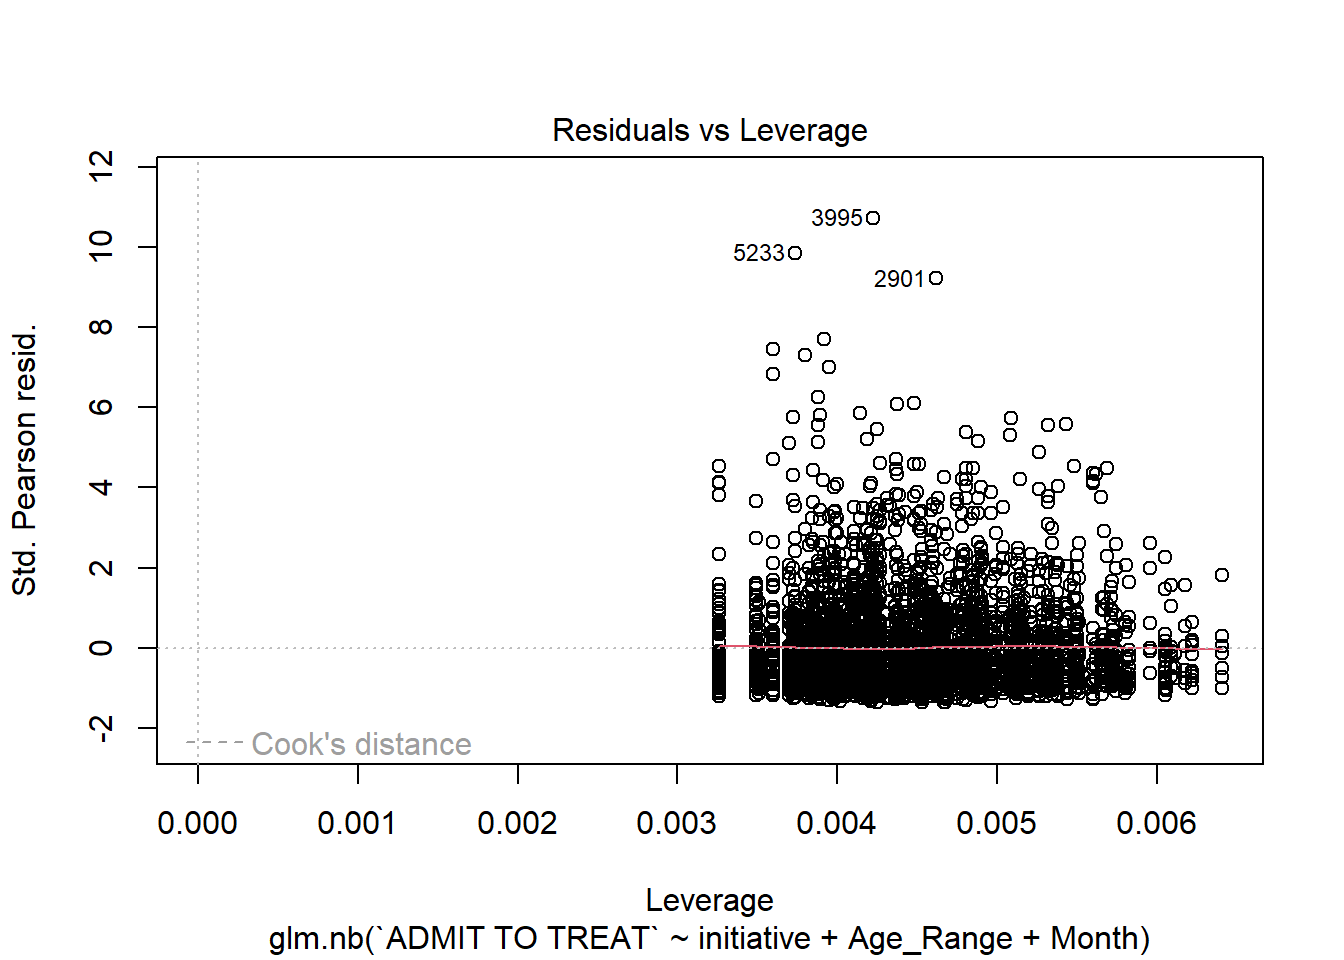 Residuals vs Leverage
Std. Pearson resid.
12
10
8
6
4
2
0
-2
3995
5233
2901
Cook's distance
0.000 0.001 0.002 0.003 0.004 0.005 0.006
Leverage
glm.nb(`ADMIT TO TREAT` ~ initiative + Age_Range + Month)